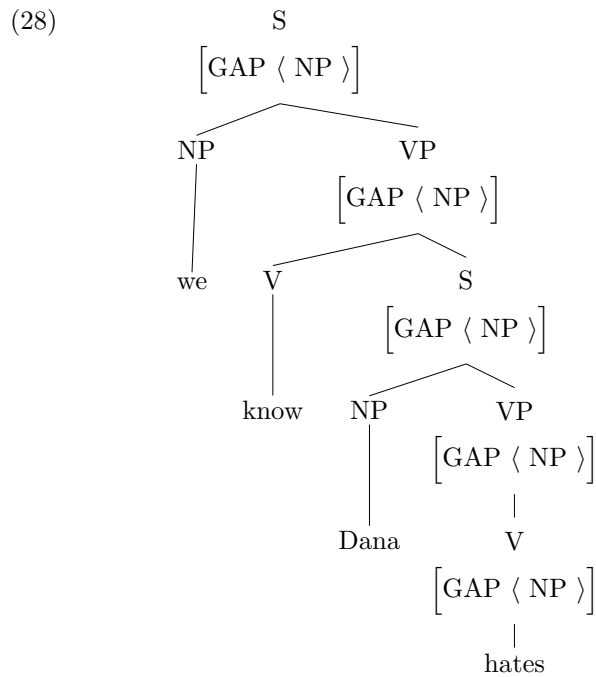 (28) S
[GAP ⟨ NP ⟩]
NP VP
[GAP ⟨ NP ⟩]
we V S
[GAP ⟨ NP ⟩]
know NP VP
[GAP ⟨ NP ⟩]
Dana V
[GAP ⟨ NP ⟩]
hates